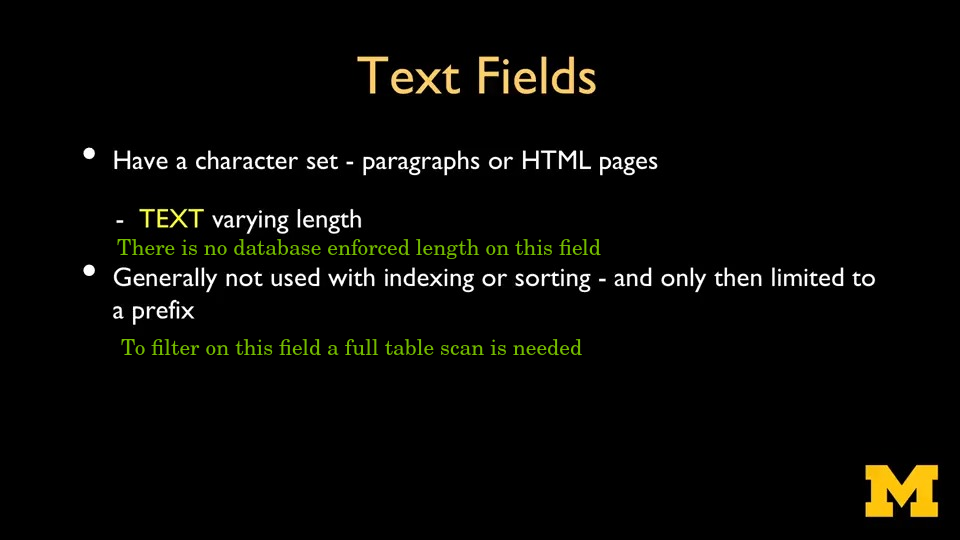 Text Fields
• Have a character set - paragraphs or HTML pages
- TEXT varying length
There is no database enforced length on this field
• Generally not used with indexing or sorting - and only then limited to
a prefix
To filter on this field a full table scan is needed
M